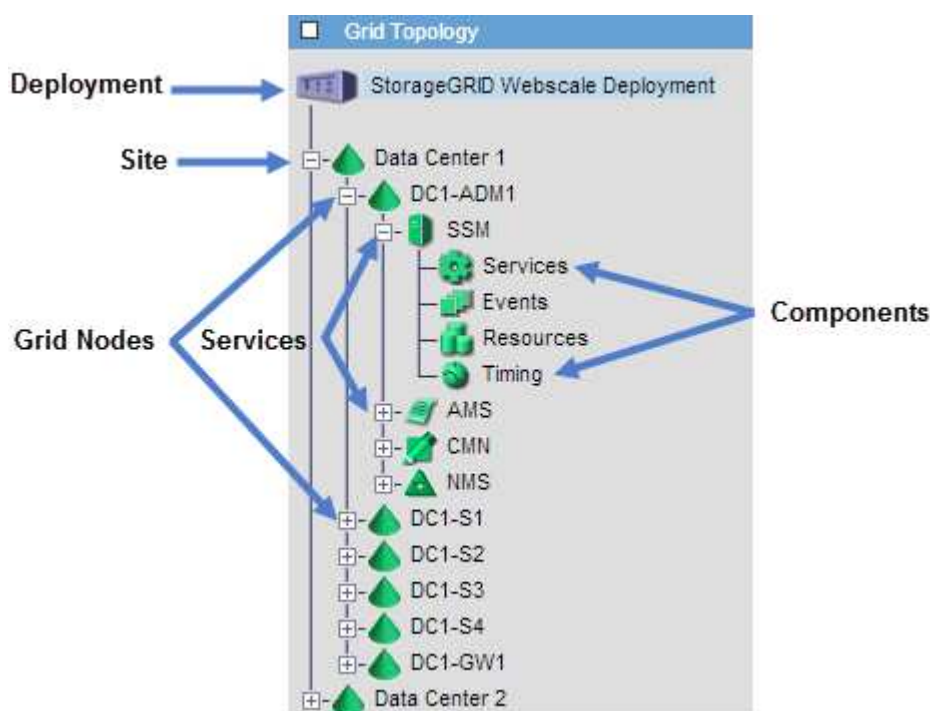 Grid Topology
Deployment
StorageGRID Webscale Deployment
Site
Data Center 1
DC1-ADM1
SSM
Services
Events
Components
Grid Nodes
Services
Resources
Timing
AMS
CMN
NMS
DC1-S1
DC1-S2
DC1-S3
DC1-S4
DC1-GW1
Data Center 2